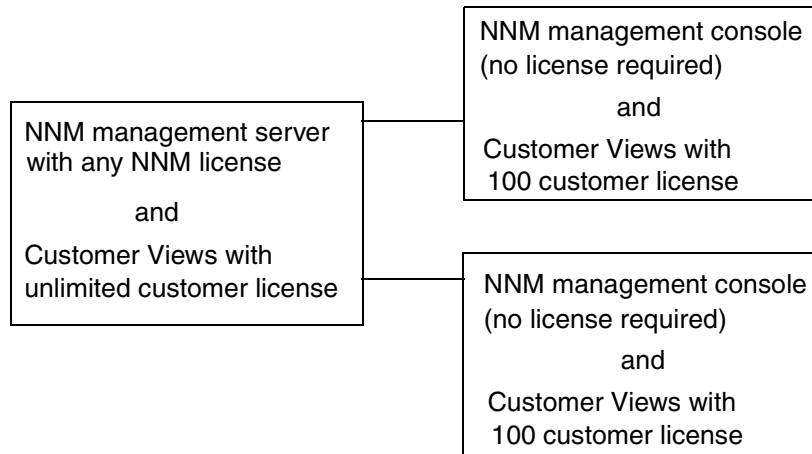 NNM management server
with any NNM license
and
Customer Views with
unlimited customer license
NNM management console
(no license required)
and
Customer Views with
100 customer license
NNM management console
(no license required)
and
Customer Views with
100 customer license